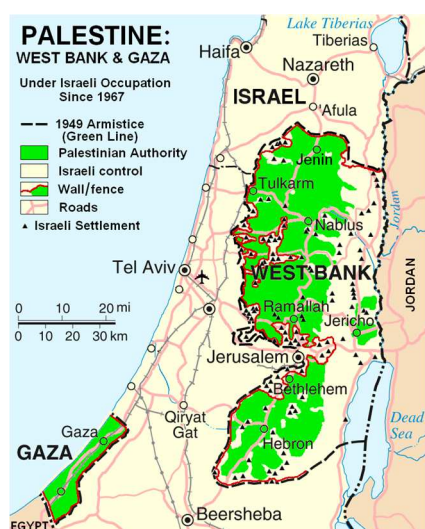 PALESTINE:
WEST BANK & GAZA
Under Israeli Occupation
Since 1967
1949 Armistice
(Green Line)
Palestinian Authority
Israeli control
Wall/fence
Roads
Israeli Settlement
Lake Tiberias
Haifa
Tiberias
Nazareth
ISRAEL
Afula
Jenin
Tulkarm
Nablus
Jordan
Tel Aviv
WEST BANK
JORDAN
0 10 20 mi
0 10 20 30 km
Ramallah
Jericho
Jerusalem
Bethlehem
Qiryat
Gat
Dead
Sea
Gaza
GAZA
Hebron
Beersheba
EGYPT